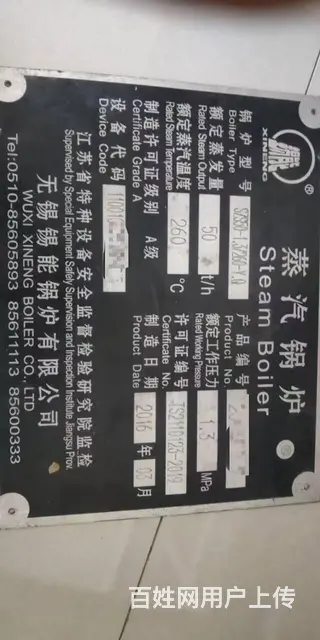 XINENG ®
蒸汽锅炉
Steam Boiler
锅炉型号
Boiler Type
产品编号
Product No.
额定蒸发量 50 t/h
Rated Steam Output
额定工作压力 1.3 MPa
Rated Working Pressure
额定蒸汽温度 260 ℃
Rated Steam Temperature
许可证编号
Certificate No.
制造许可证级别 A级
Certificate Grade A
制造日期 2016年03月
Product Date
设备代码
Device Code
江苏省特种设备安全监督检验研究院监检
Supervised by Special Equipment Safety Supervision and Inspection Institute Jiangsu Prov.
无锡锡能锅炉有限公司
WUXI XINENG BOILER CO., LTD
Tel:0510-85605893 85611113 85600333
百姓网用户上传